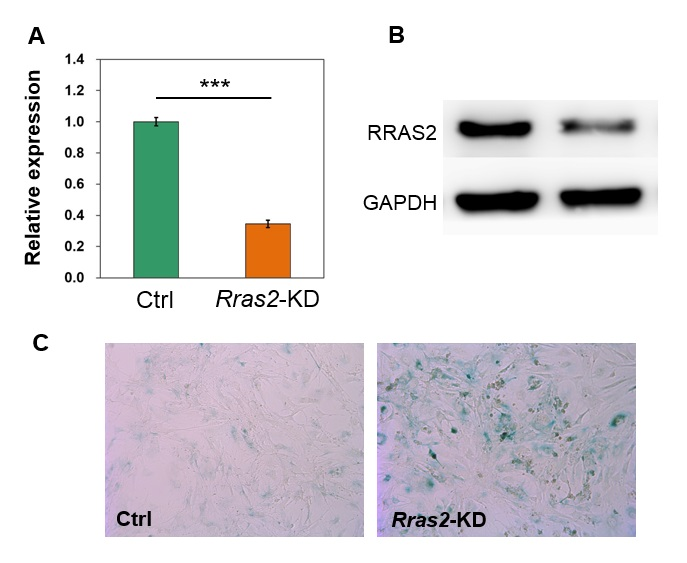 A
Relative expression
1.4
1.2
1.0
0.8
0.6
0.4
0.2
0.0
***
Ctrl
Rras2-KD
B
RRAS2
GAPDH
C
Ctrl
Rras2-KD